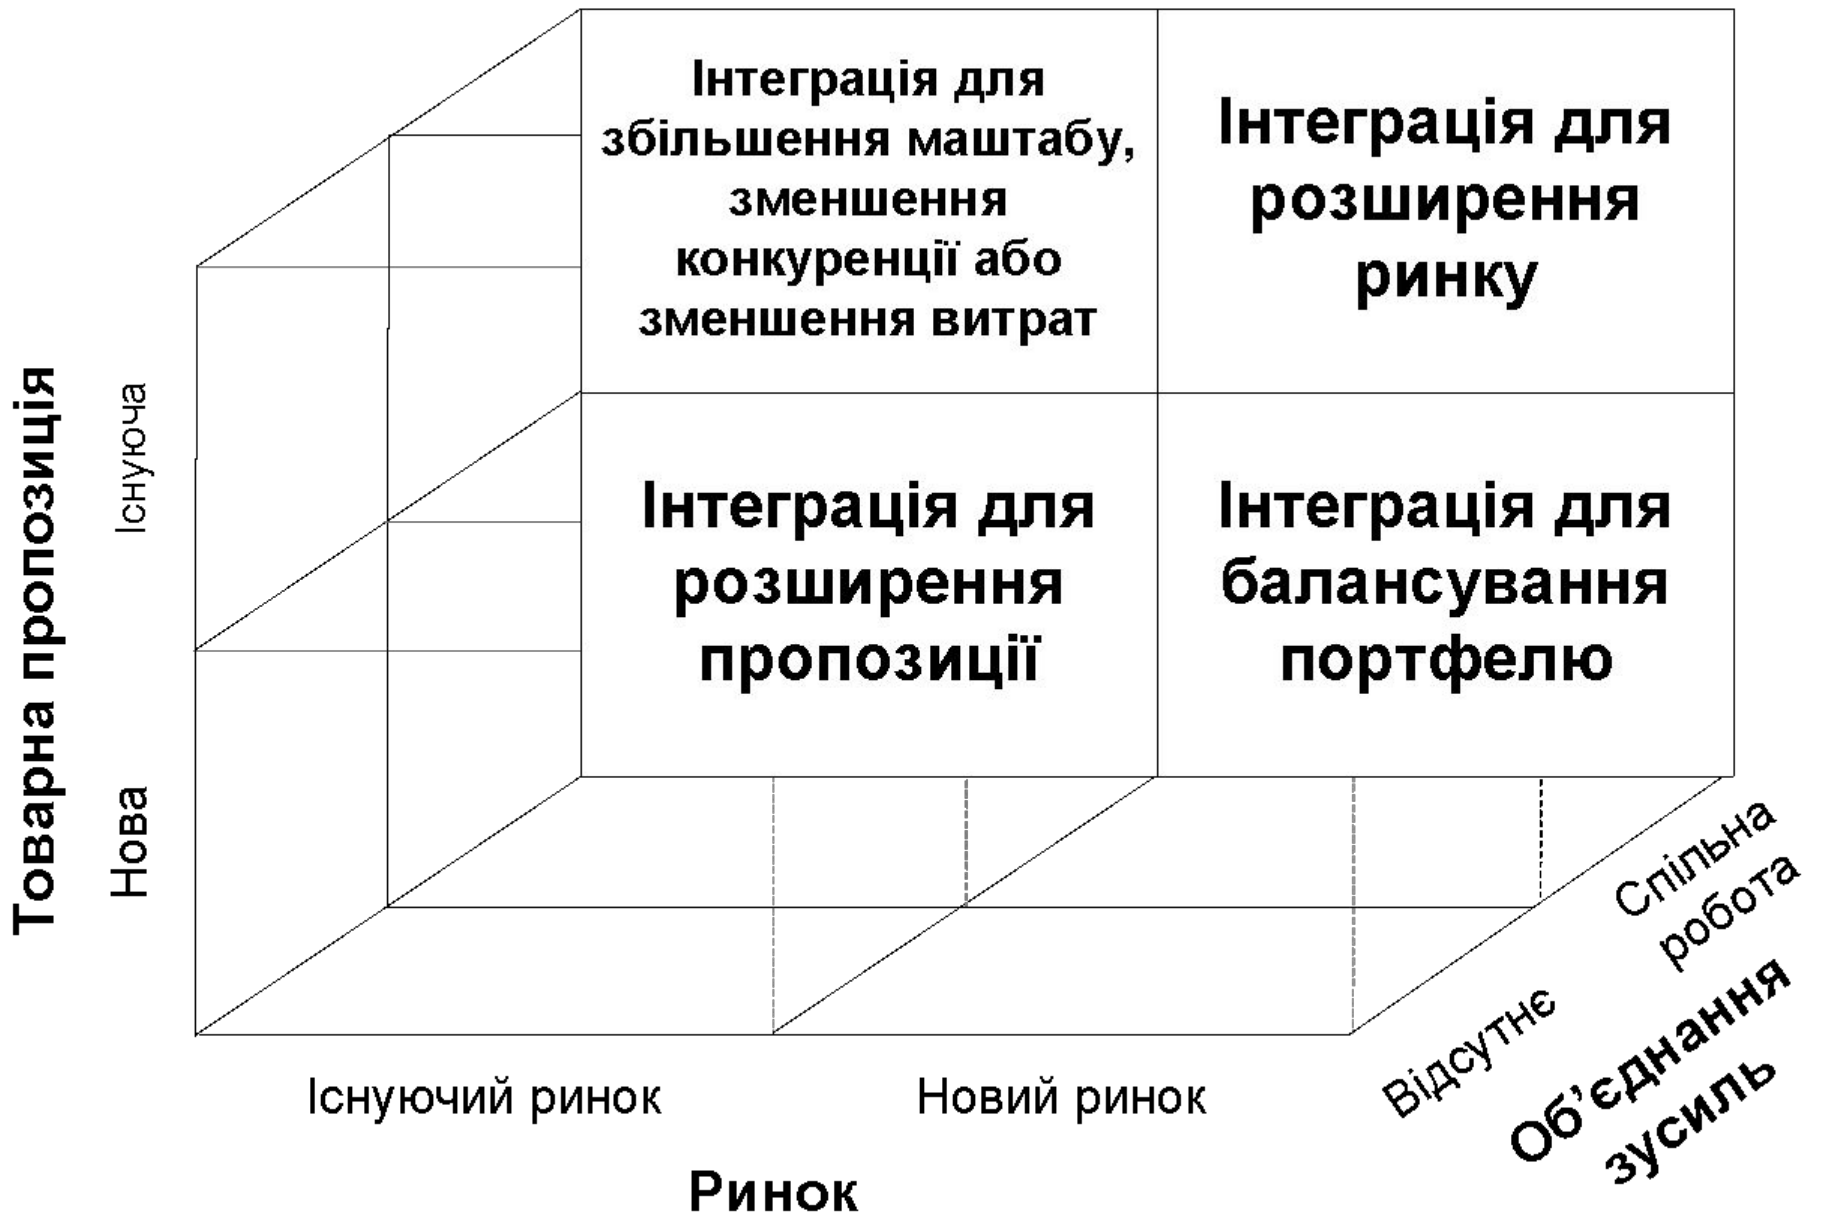 Інтеграція для
збільшення маштабу,
зменшення
конкуренції або
зменшення витрат
Інтеграція для
розширення
ринку
Інтеграція для
розширення
пропозиції
Інтеграція для
балансування
портфелю
Товарна пропозиція
Існуюча
Нова
Існуючий ринок
Новий ринок
Ринок
Відсутнє
Спільна
робота
Об’єднання
зусиль